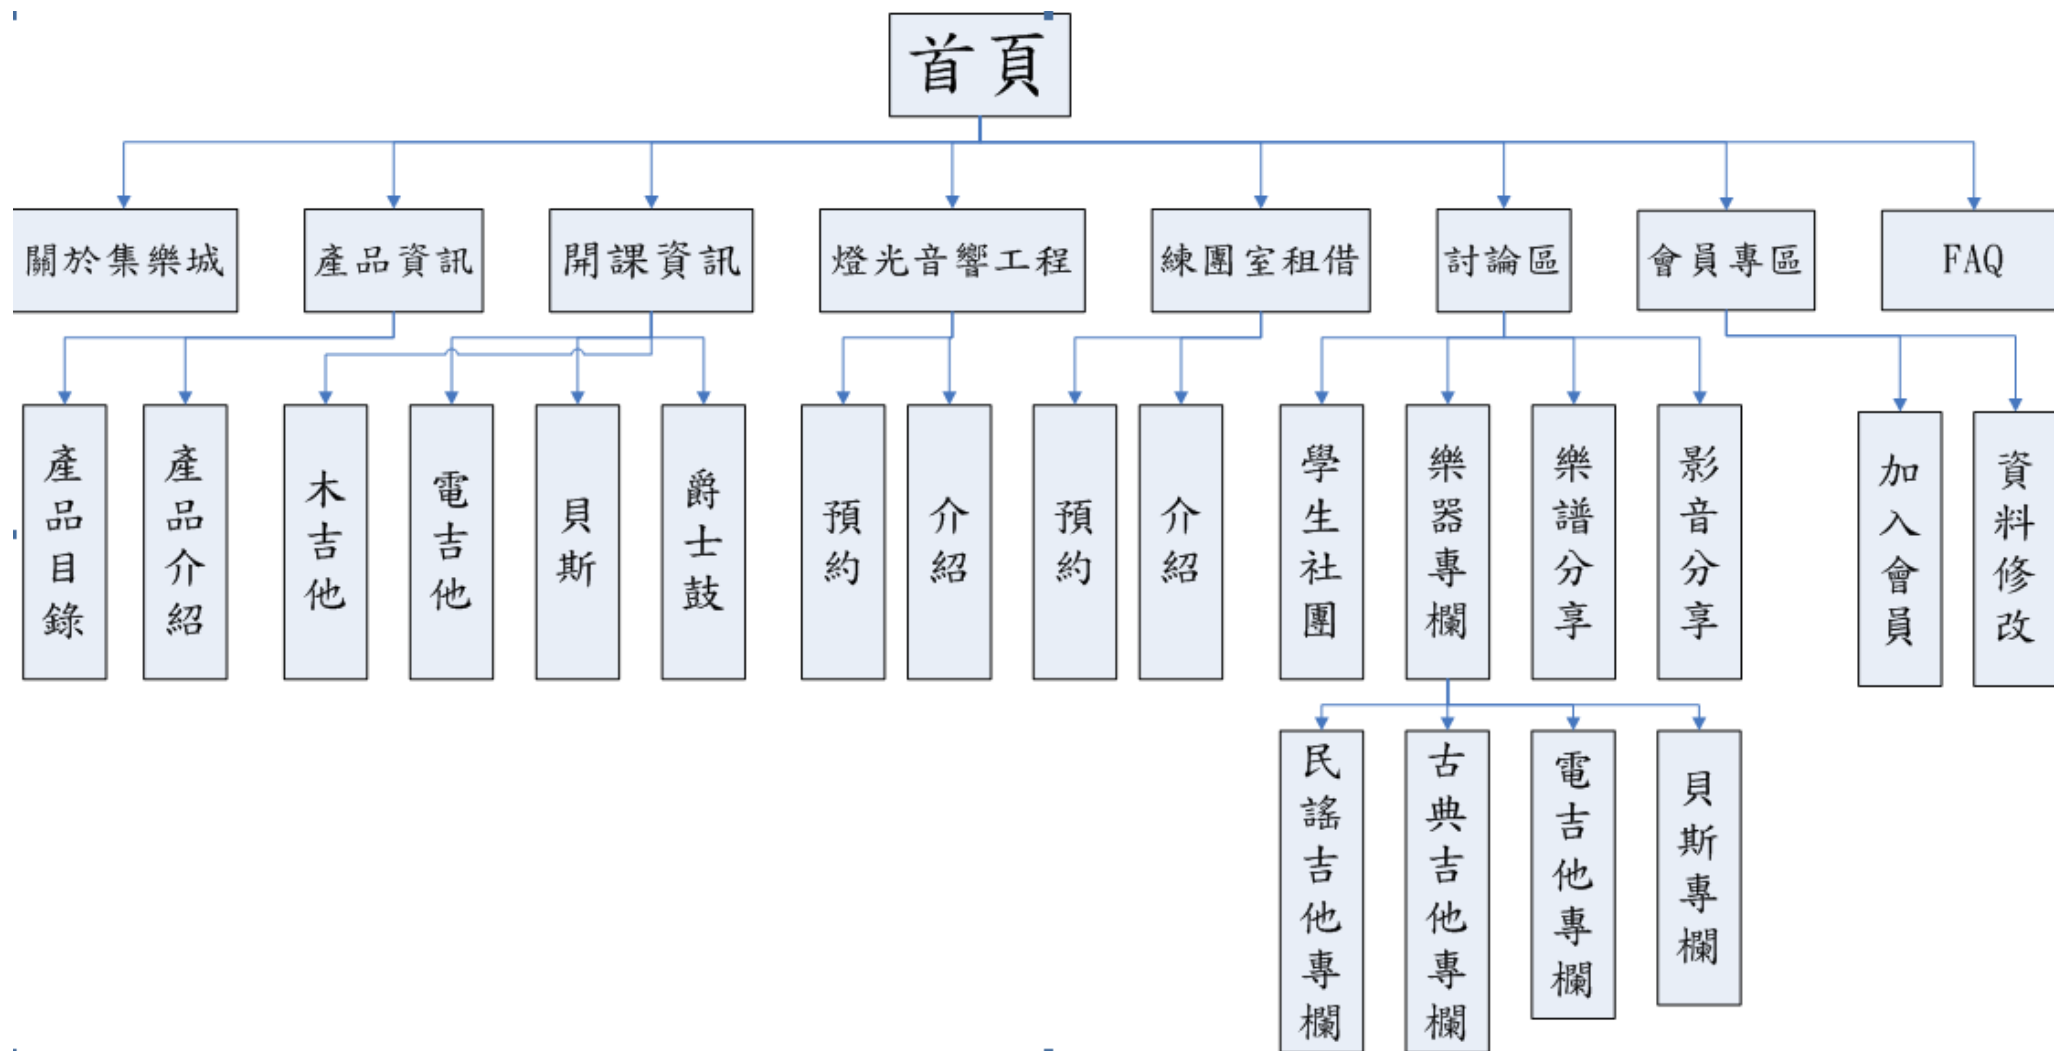 首頁
關於集樂城
產品資訊
開課資訊
燈光音響工程
練團室租借
討論區
會員專區
FAQ
產品目錄
產品介紹
木吉他
電吉他
貝斯
爵士鼓
預約
介紹
預約
介紹
學生社團
樂器專欄
樂譜分享
影音分享
加入會員
資料修改
民謠吉他專欄
古典吉他專欄
電吉他專欄
貝斯專欄